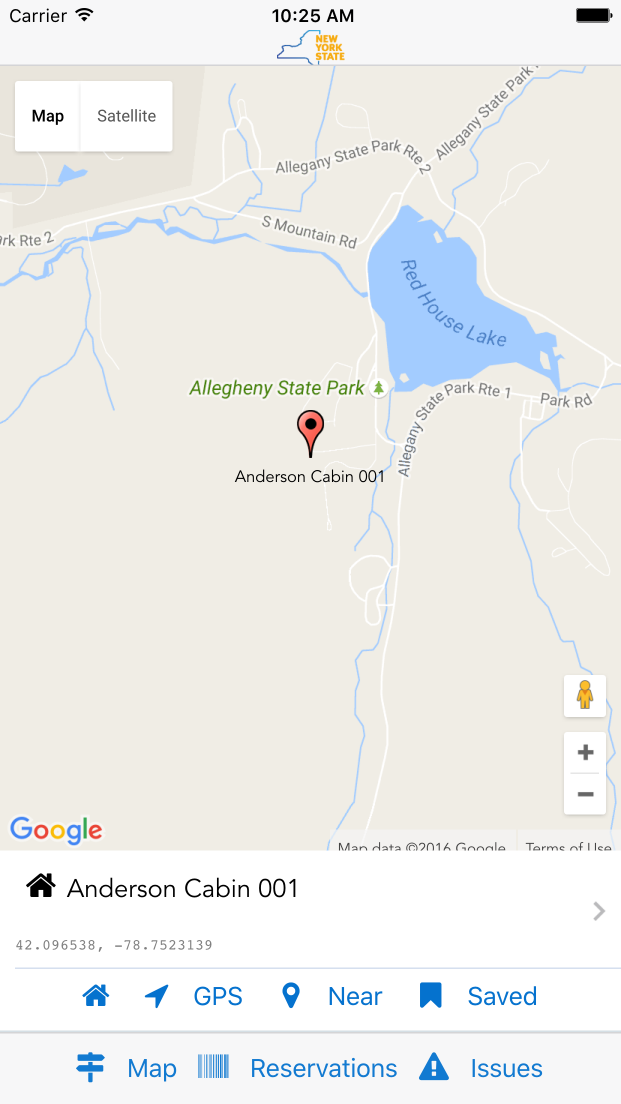 Carrier 10:25 AM
NEW
YORK
STATE
Map Satellite
Allegany State Park
Allegany State Park Rte 2
S Mountain Rd
rk Rte 2
Red House Lake
Allegheny State Park
Allegany State Park Rte 1
Park Rd
Anderson Cabin 001
+
−
Google
Map data ©2016 Google Terms of Use
Anderson Cabin 001
42.096538, -78.7523139
GPS Near Saved
Map Reservations Issues